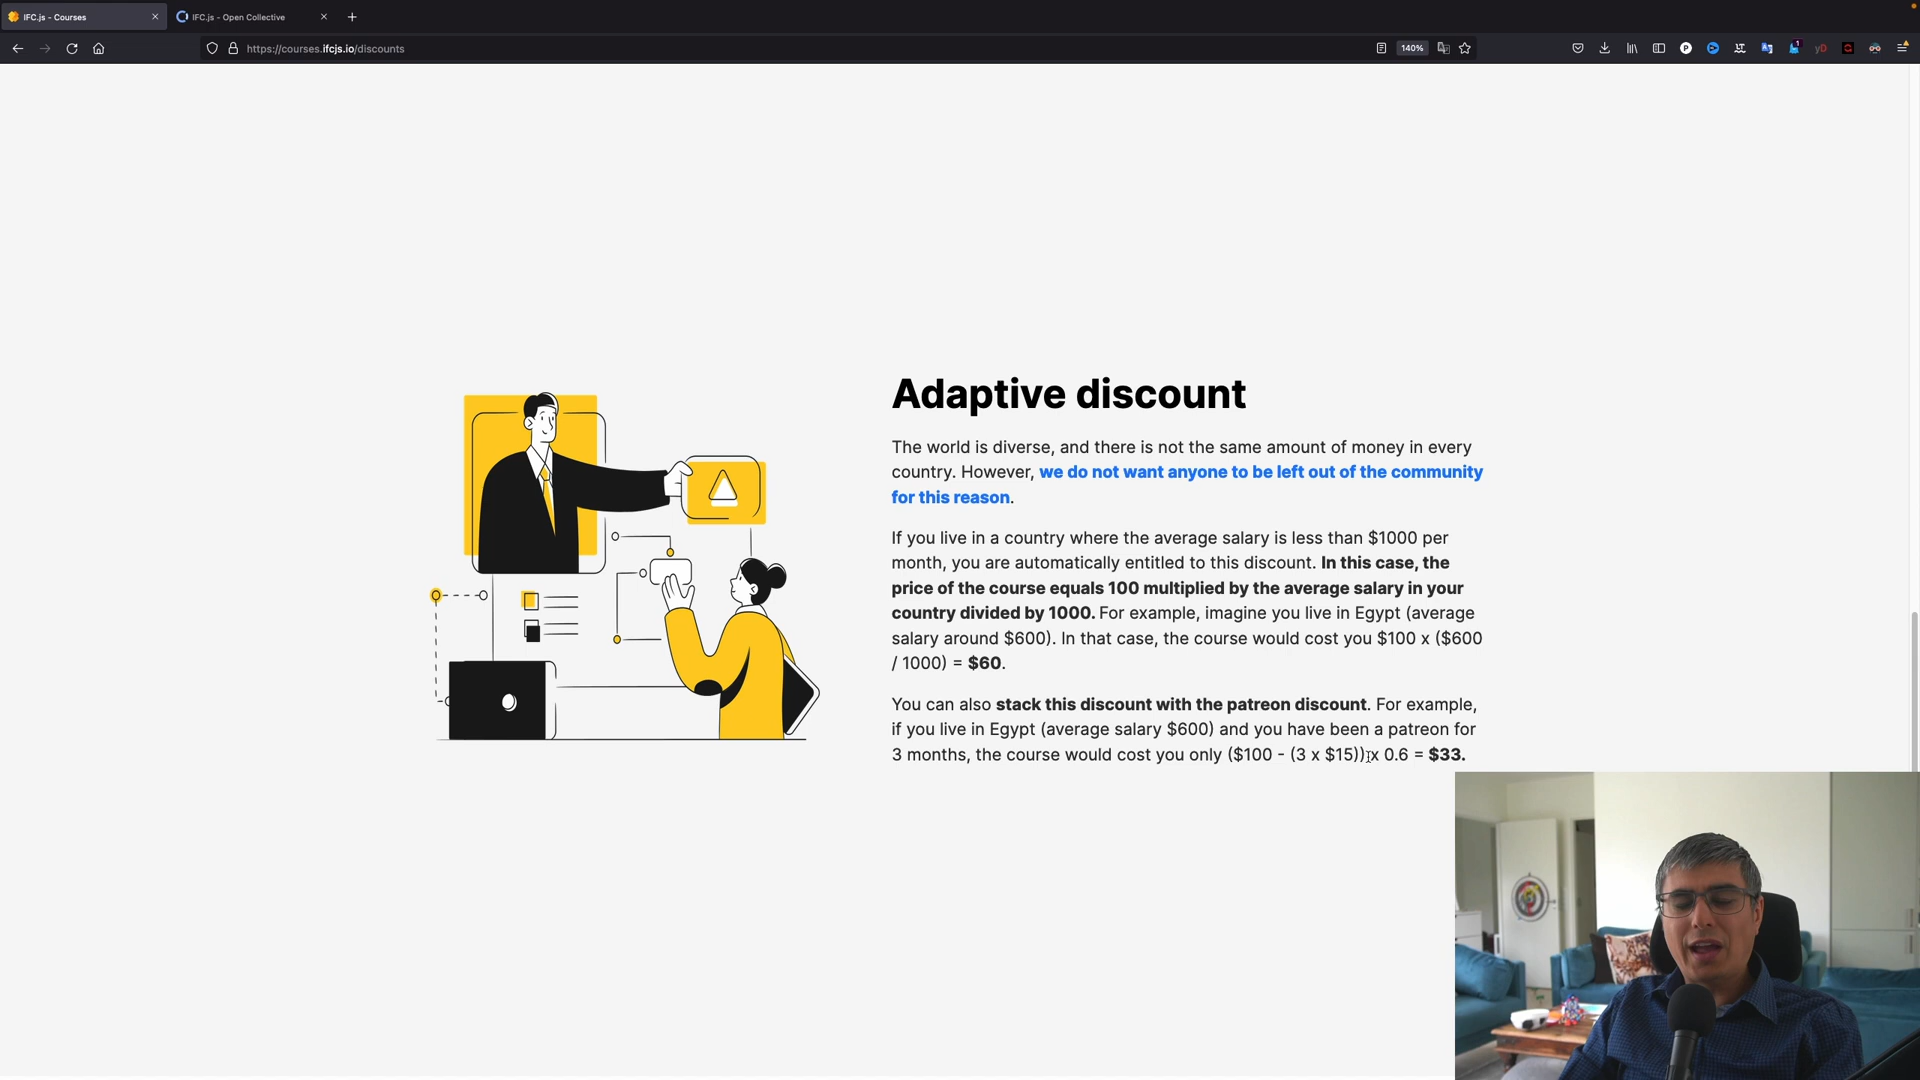 IFC.js - Courses
IFC.js - Open Collective
https://courses.ifcjs.io/discounts
140%
Adaptive discount
The world is diverse, and there is not the same amount of money in every
country. However, we do not want anyone to be left out of the community
for this reason.
If you live in a country where the average salary is less than $1000 per
month, you are automatically entitled to this discount. In this case, the
price of the course equals 100 multiplied by the average salary in your
country divided by 1000. For example, imagine you live in Egypt (average
salary around $600). In that case, the course would cost you $100 x ($600
/ 1000) = $60.
You can also stack this discount with the patreon discount. For example,
if you live in Egypt (average salary $600) and you have been a patreon for
3 months, the course would cost you only ($100 - (3 x $15)) x 0.6 = $33.